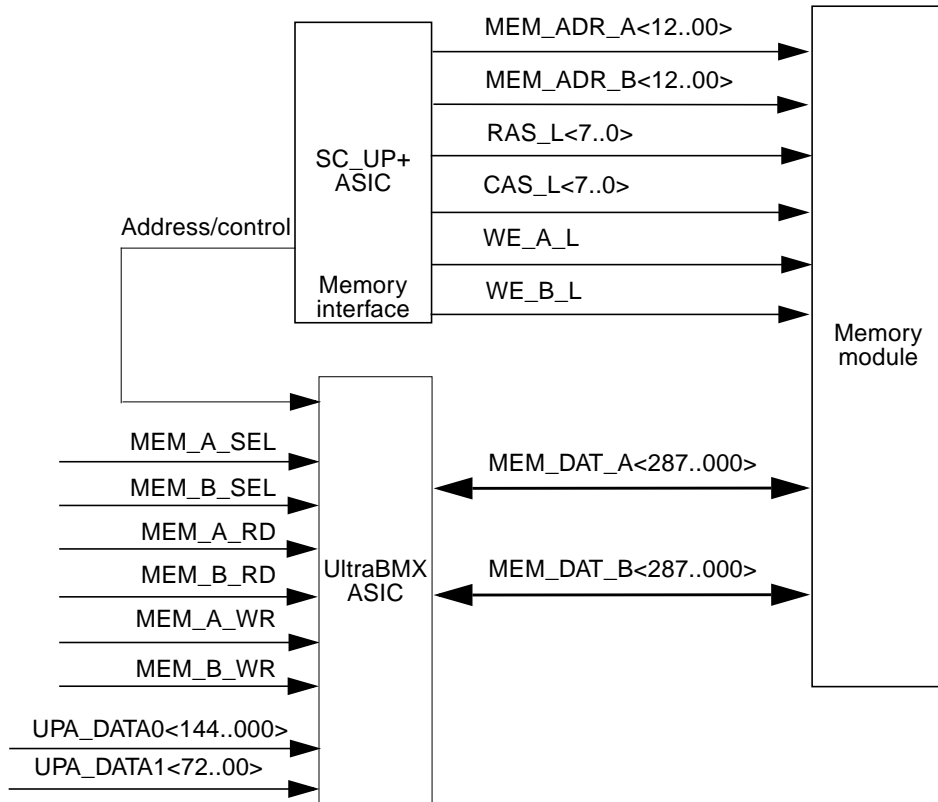 MEM_ADR_A<12..00>
MEM_ADR_B<12..00>
RAS_L<7..0>
SC_UP+
ASIC
CAS_L<7..0>
Address/control
WE_A_L
Memory
interface
WE_B_L
Memory
module
MEM_A_SEL
MEM_DAT_A<287..000>
MEM_B_SEL
MEM_A_RD
MEM_B_RD
UltraBMX
ASIC
MEM_DAT_B<287..000>
MEM_A_WR
MEM_B_WR
UPA_DATA0<144..000>
UPA_DATA1<72..00>